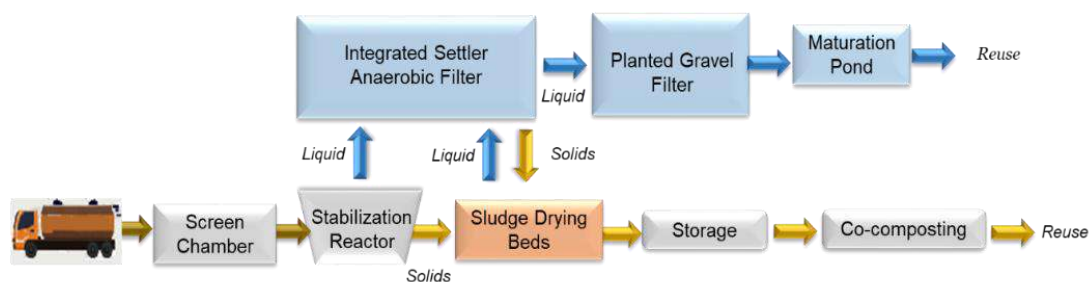 Integrated Settler
Anaerobic Filter
Liquid
Planted Gravel
Filter
Maturation
Pond
Reuse
Liquid
Liquid
Solids
Screen
Chamber
Stabilization
Reactor
Solids
Sludge Drying
Beds
Storage
Co-composting
Reuse